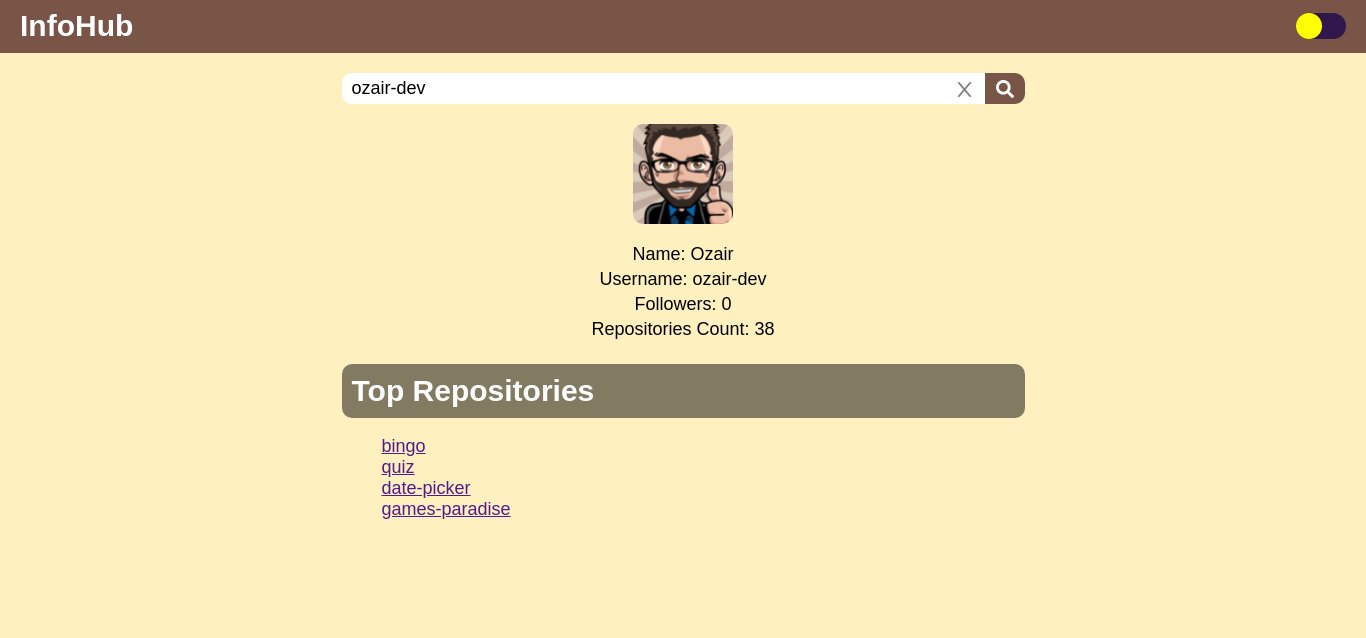 InfoHub
ozair-dev X
Name: Ozair
Username: ozair-dev
Followers: 0
Repositories Count: 38
Top Repositories
bingo
quiz
date-picker
games-paradise